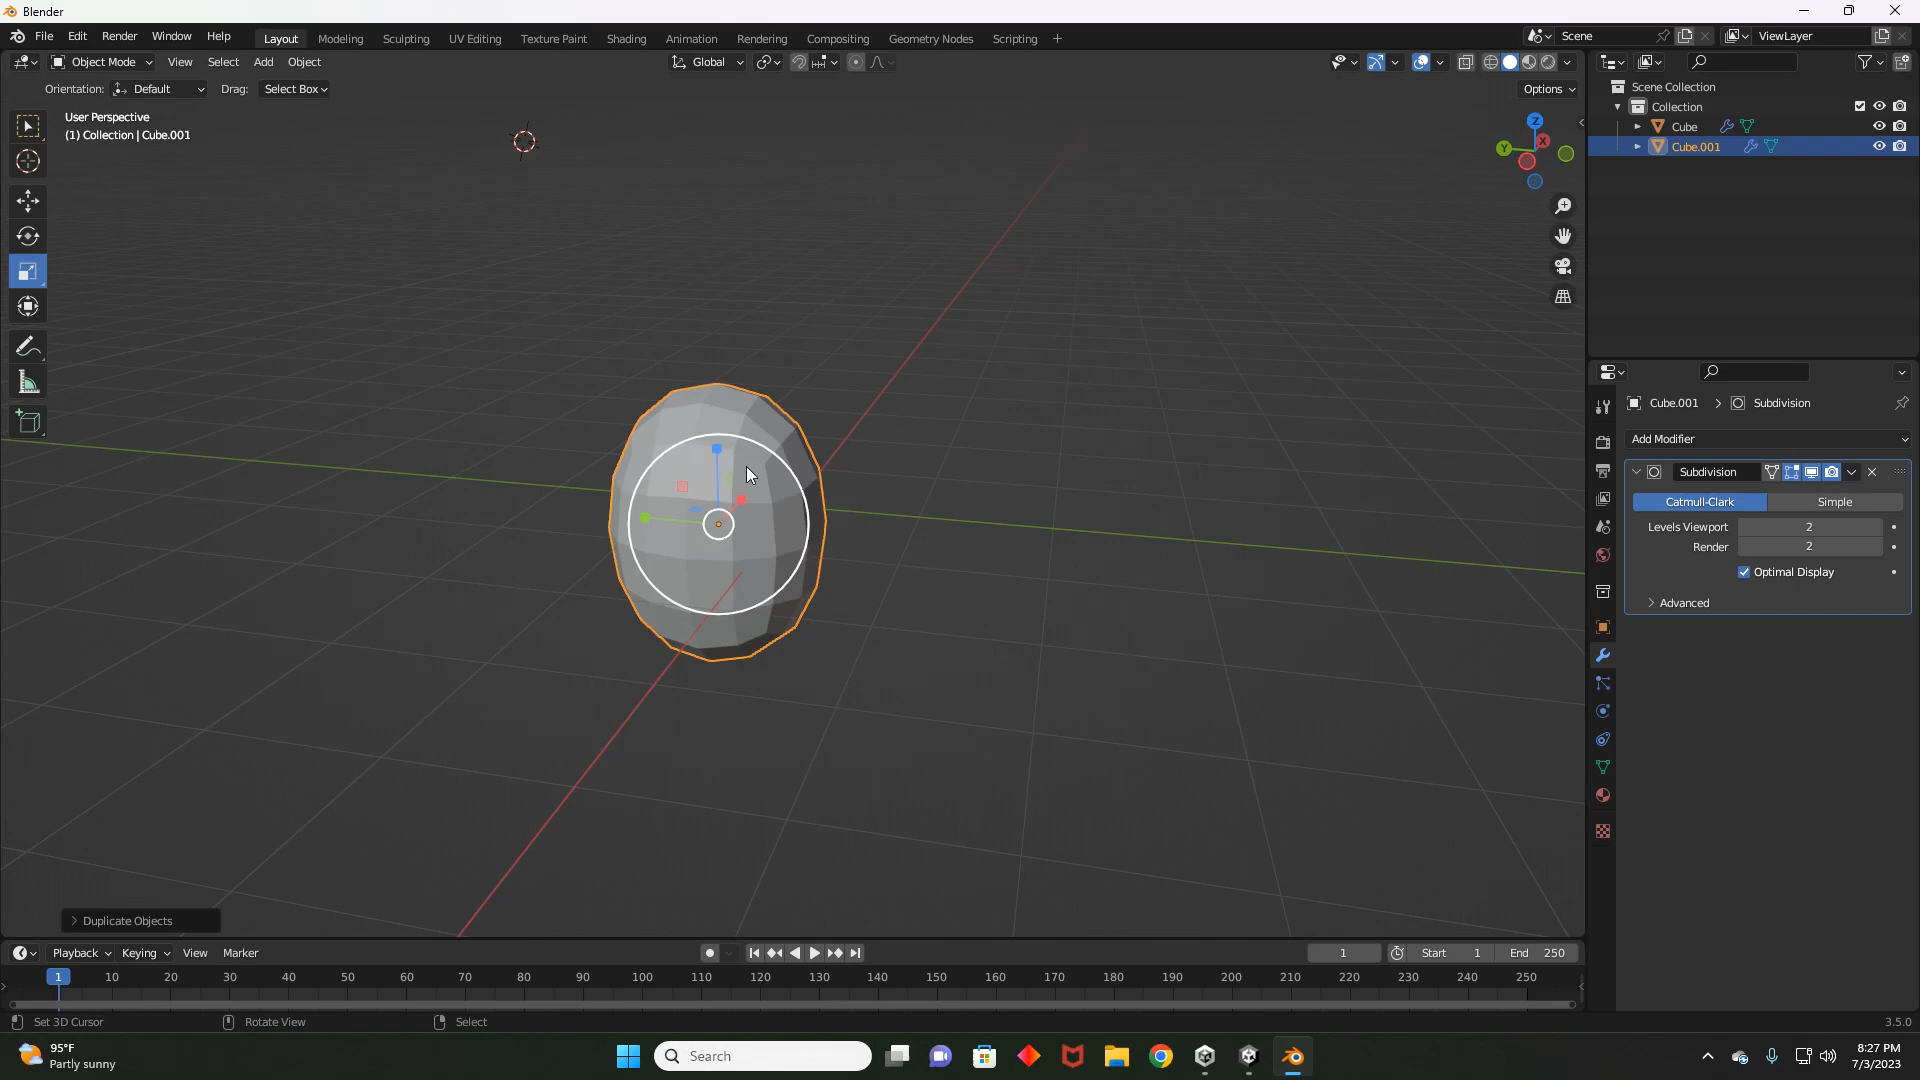 Blender
File Edit Render Window Help Layout Modeling Sculpting UV Editing Texture Paint Shading Animation Rendering Compositing Geometry Nodes Scripting + Scene ViewLayer
Object Mode View Select Add Object Global
Orientation: Default Drag: Select Box Options
User Perspective
(1) Collection | Cube.001
Z
Y
X
Scene Collection
Collection
Cube
Cube.001
Cube.001 > Subdivision
Add Modifier
Subdivision
Catmull-Clark Simple
Levels Viewport 2
Render 2
Optimal Display
Advanced
Duplicate Objects
Playback Keying View Marker 1 Start 1 End 250
1 10 20 30 40 50 60 70 80 90 100 110 120 130 140 150 160 170 180 190 200 210 220 230 240 250
Set 3D Cursor Rotate View Select 3.5.0
95°F
Partly sunny
Search
8:27 PM
7/3/2023